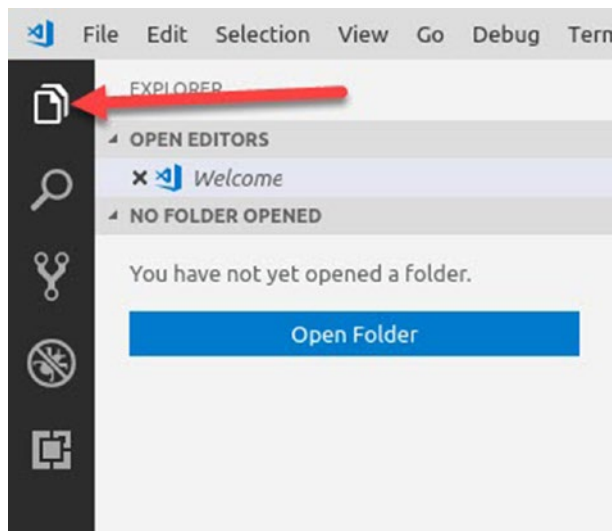 File Edit Selection View Go Debug
EXPLORER
OPEN EDITORS
Welcome
NO FOLDER OPENED
You have not yet opened a folder.
Open Folder